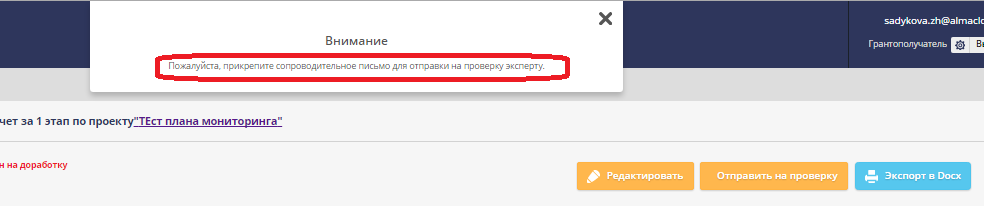 sadykova.zh@almaclo
Внимание
Грантополучатель
Пожалуйста, прикрепите сопроводительное письмо для отправки на проверку эксперту.
чет за 1 этап по проекту"ТЕст плана мониторинга"
н на доработку
Редактировать
Отправить на проверку
Экспорт в Docx